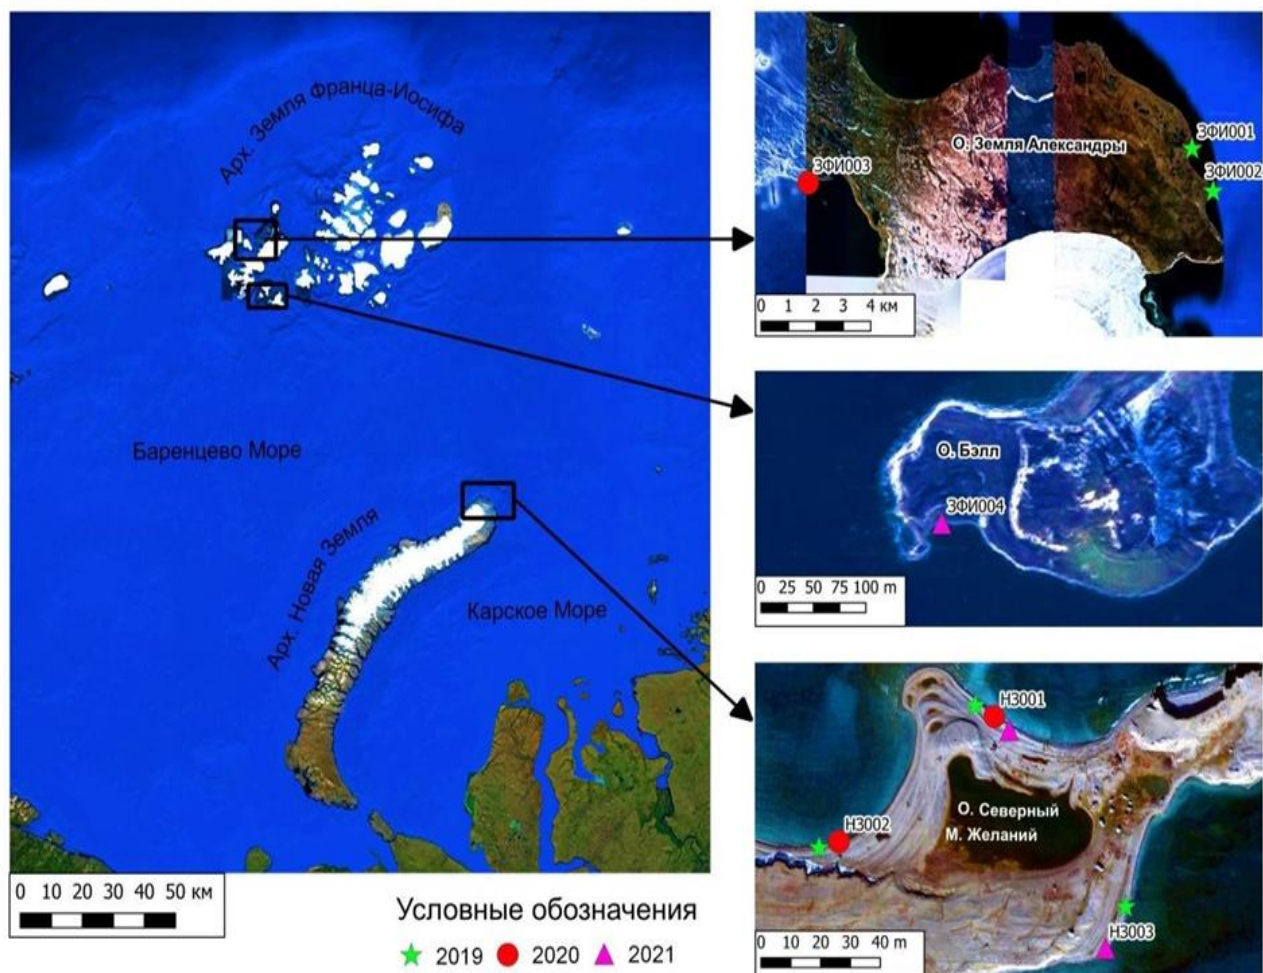 Арх. Земля Франца-Иосифа
Баренцево Море
Арх. Новая Земля
Карское Море
0 10 20 30 40 50 км
Условные обозначения
2019 2020 2021
ЗФИ001
О. Земля Александры
ЗФИ003
ЗФИ002
0 1 2 3 4 км
О. Бэлл
ЗФИ004
0 25 50 75 100 m
НЗ001
О. Северный
М. Желаний
НЗ002
НЗ003
0 10 20 30 40 m